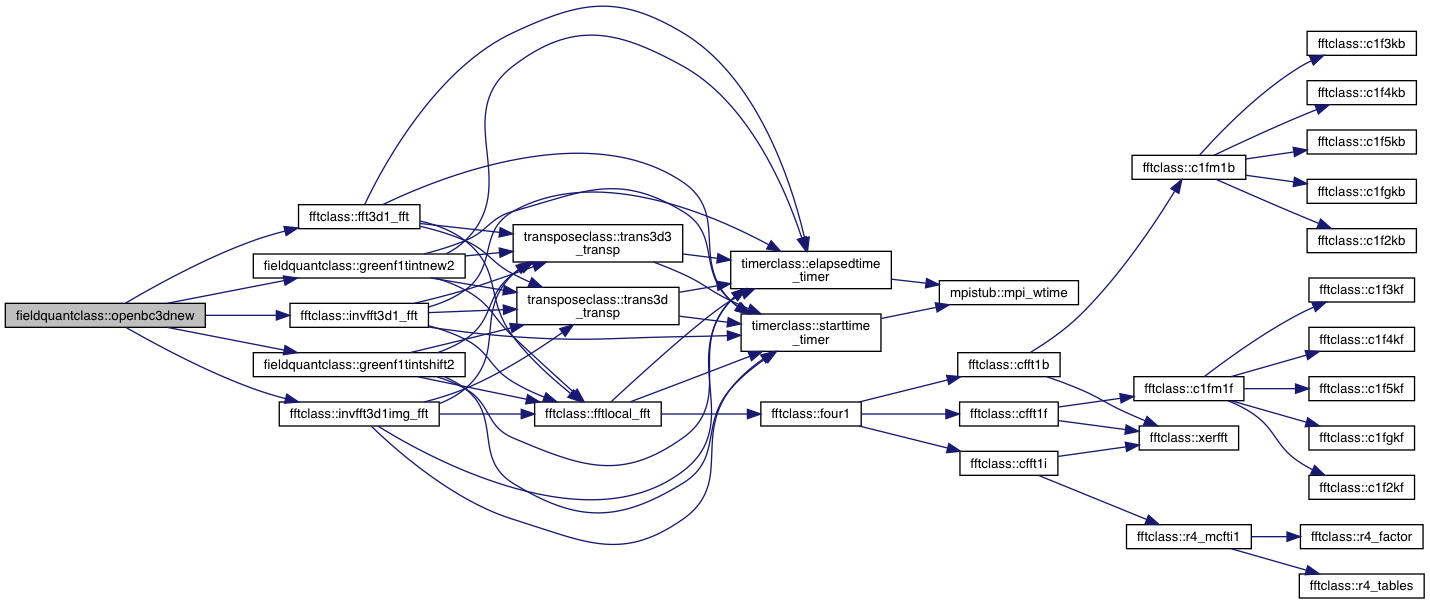 fieldquantclass::openbc3dnew
fftclass::fft3d1_fft
fieldquantclass::greenf1tintnew2
fftclass::invfft3d1_fft
fieldquantclass::greenf1tintshift2
fftclass::invfft3d1img_fft
transposeclass::trans3d3
_transp
transposeclass::trans3d
_transp
fftclass::fftlocal_fft
timerclass::elapsedtime
_timer
timerclass::starttime
_timer
fftclass::four1
mpistub::mpi_wtime
fftclass::cfft1b
fftclass::cfft1f
fftclass::cfft1i
fftclass::c1fm1b
fftclass::c1fm1f
fftclass::xerfft
fftclass::r4_mcfti1
fftclass::c1f3kb
fftclass::c1f4kb
fftclass::c1f5kb
fftclass::c1fgkb
fftclass::c1f2kb
fftclass::c1f3kf
fftclass::c1f4kf
fftclass::c1f5kf
fftclass::c1fgkf
fftclass::c1f2kf
fftclass::r4_factor
fftclass::r4_tables